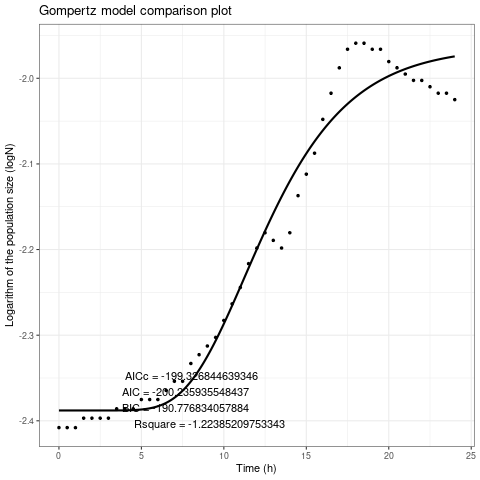 Gompertz model comparison plot
Logarithm of the population size (logN)
-2.0
-2.1
-2.2
-2.3
-2.4
AICc = -199.326844639346
AIC = -200.235935548437
BIC = -190.776834057884
Rsquare = -1.22385209753343
0 5 10 15 20 25
Time (h)